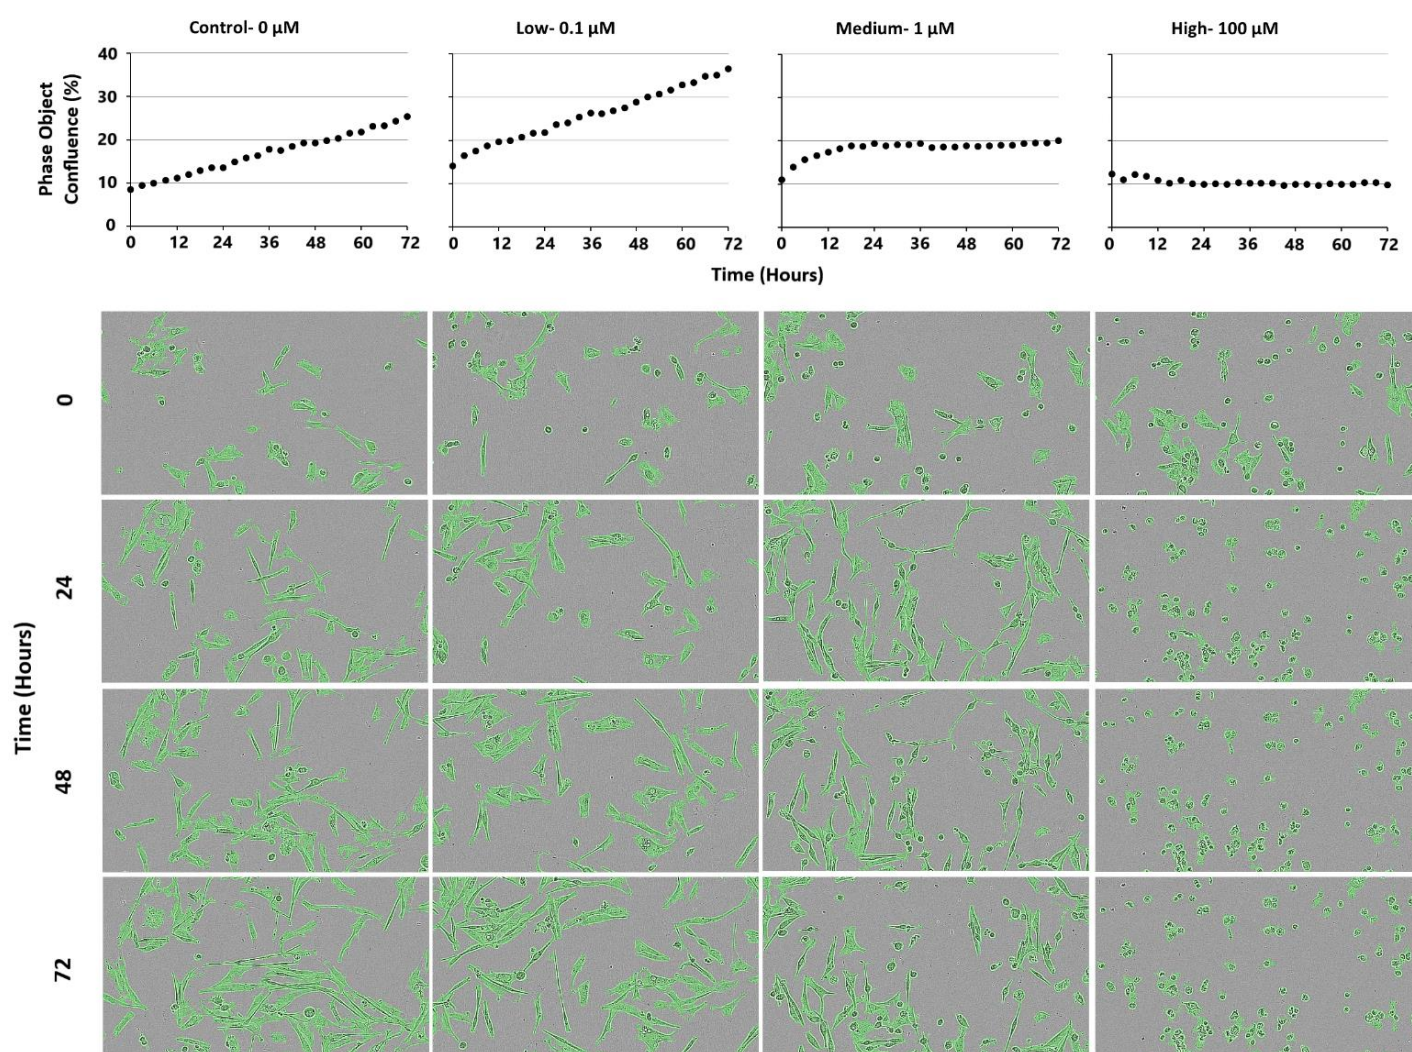 Control- 0 µM
Low- 0.1 µM
Medium- 1 µM
High- 100 µM
Phase Object
Confluence (%)
40
30
20
10
0
0 12 24 36 48 60 72
0 12 24 36 48 60 72
0 12 24 36 48 60 72
0 12 24 36 48 60 72
Time (Hours)
Time (Hours)
0
24
48
72